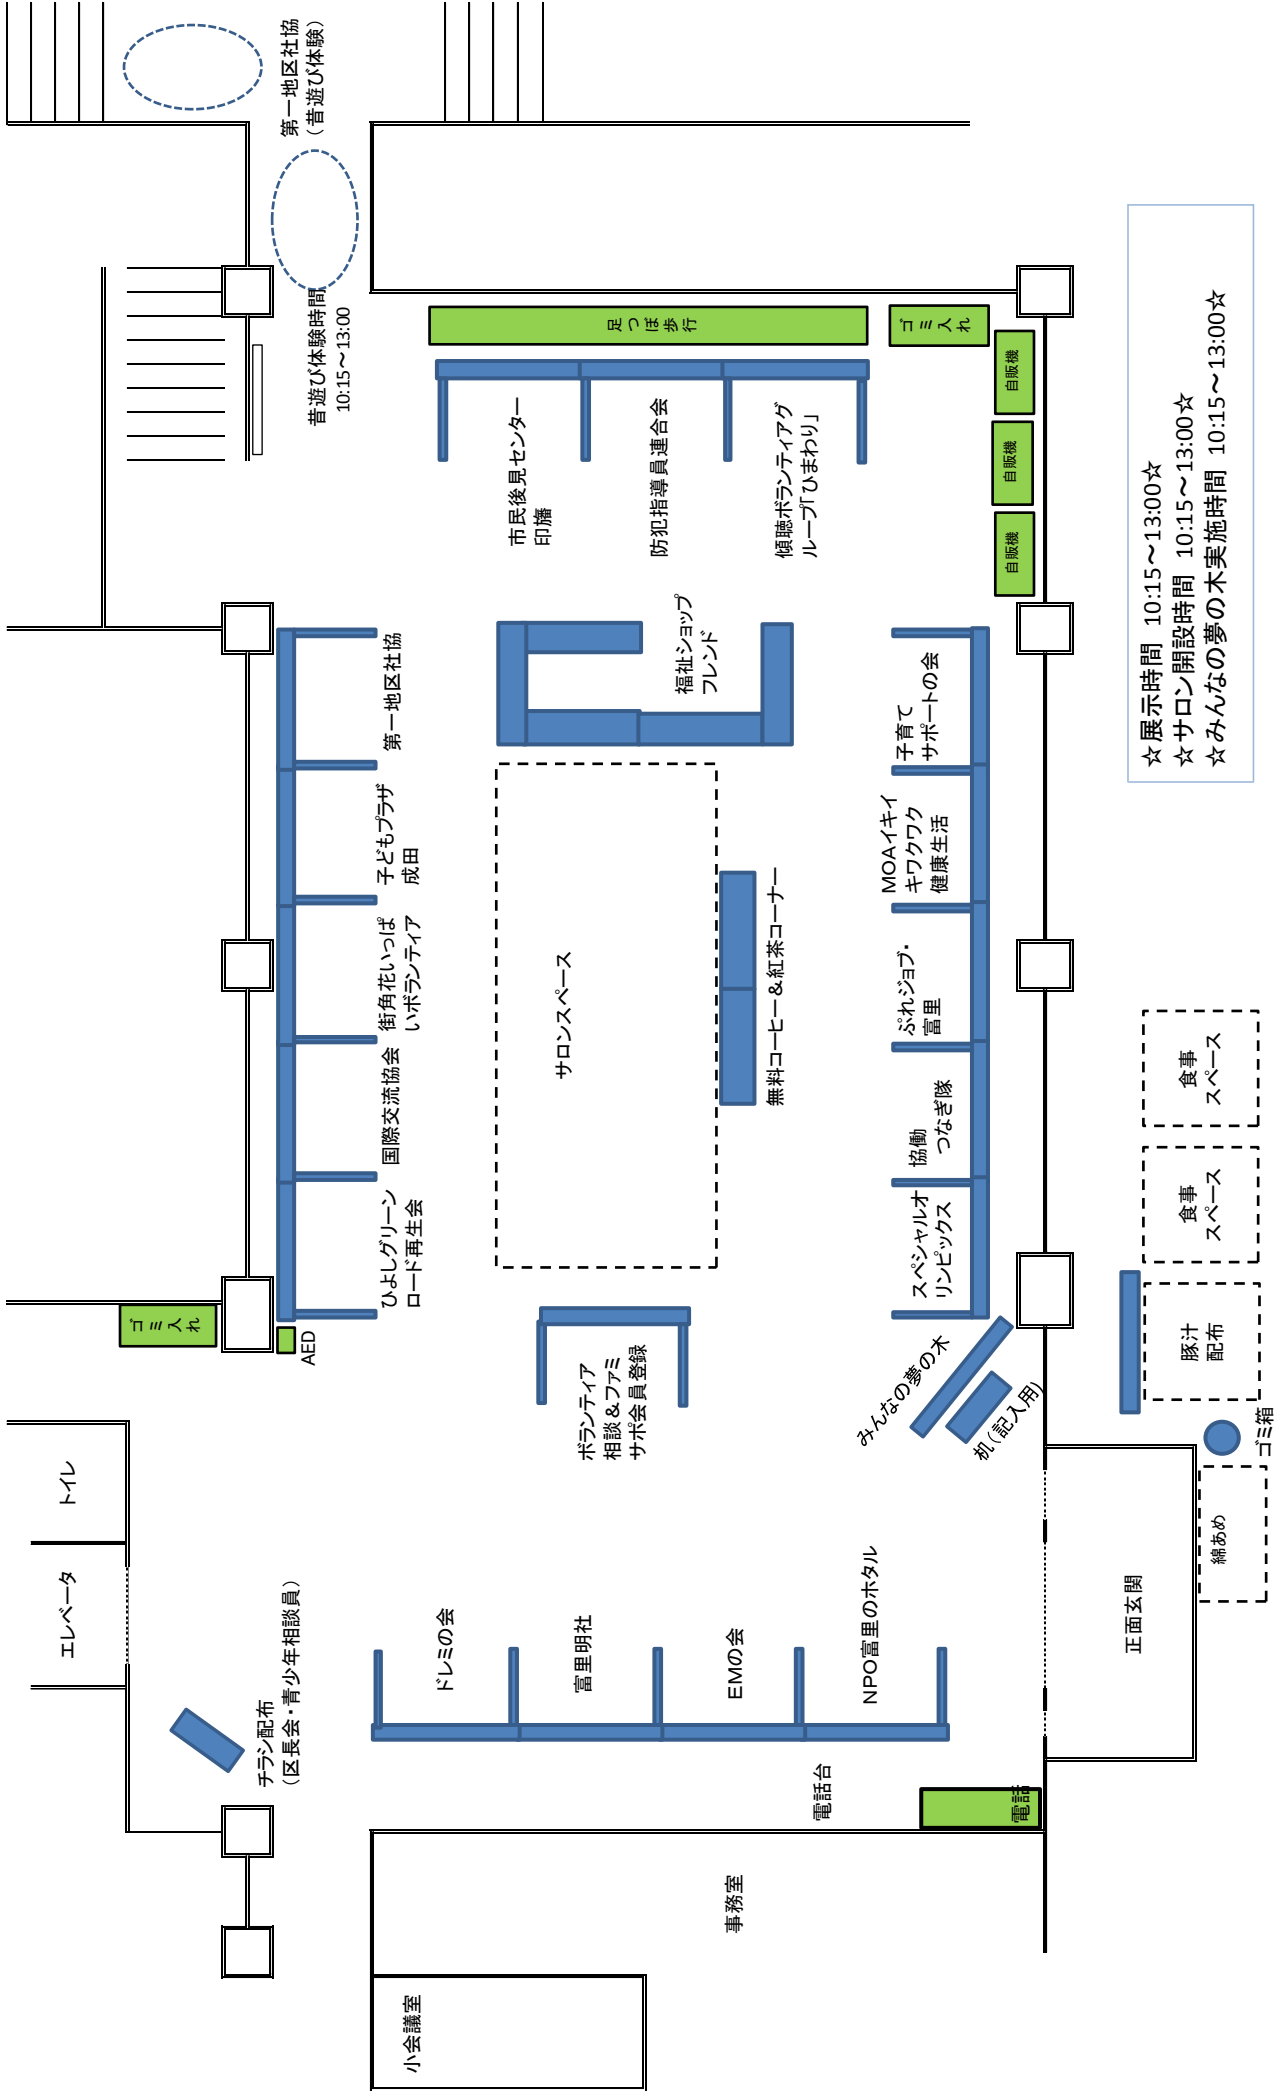 小会議室
事務室
電話台
電話
チラシ配布
（区長会・青少年相談員）
エレベータ
トイレ
ゴミ入れ
AED
ドレミの会
富里明社
EMの会
NPO富里のホタル
正面玄関
綿あめ
ゴミ箱
豚汁
配布
食事
スペース
食事
スペース
ボランティア
相談＆ファミ
サポ会員登録
みんなの夢の木
机（記入用）
ひよしグリーン
ロード再生会
国際交流協会
街角花いっぱ
いボランティア
子どもプラザ
成田
第一地区社協
サロンスペース
無料コーヒー＆紅茶コーナー
スペシャルオ
リンピックス
協働
つなぎ隊
ぷれジョブ・
富里
MOAイキイ
キワクワク
健康生活
子育て
サポートの会
福祉ショップ
フレンド
市民後見センター
印旛
防犯指導員連合会
傾聴ボランティアグ
ループ「ひまわり」
足つぼ歩行
ゴミ入れ
自販機
自販機
自販機
昔遊び体験時間
10:15～13:00
第一地区社協
（昔遊び体験）
☆展示時間 10:15～13:00☆
☆サロン開設時間 10:15～13:00☆
☆みんなの夢の木実施時間 10:15～13:00☆